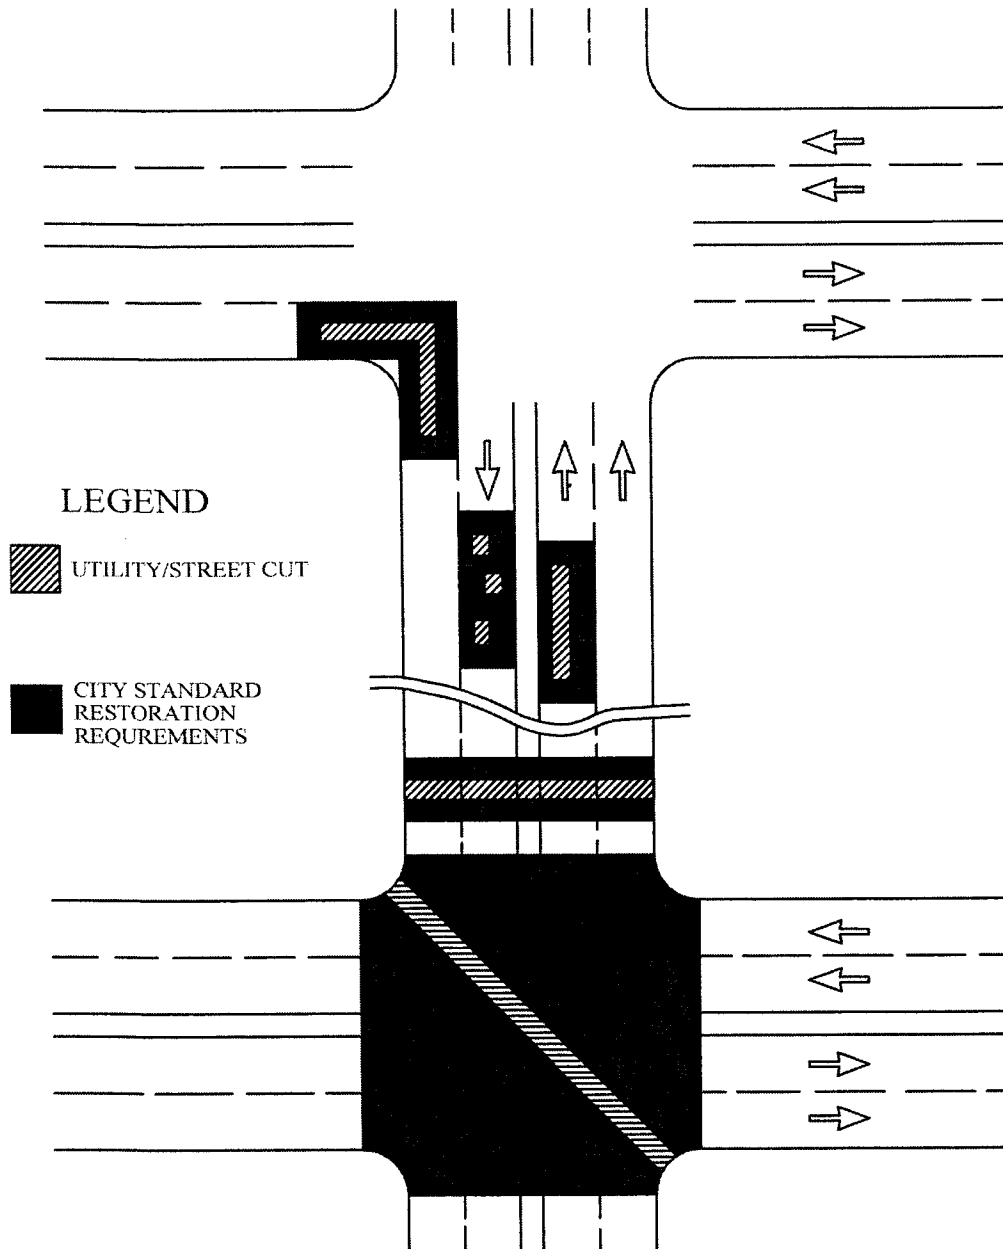 LEGEND
UTILITY/STREET CUT
CITY STANDARD
RESTORATION
REQUREMENTS